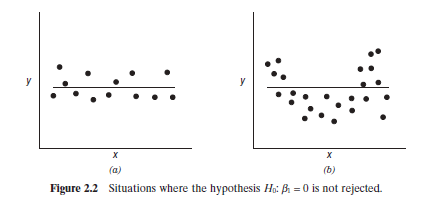 y
y
x
x
(a)
(b)
Figure 2.2 Situations where the hypothesis H₀: β₁ = 0 is not rejected.